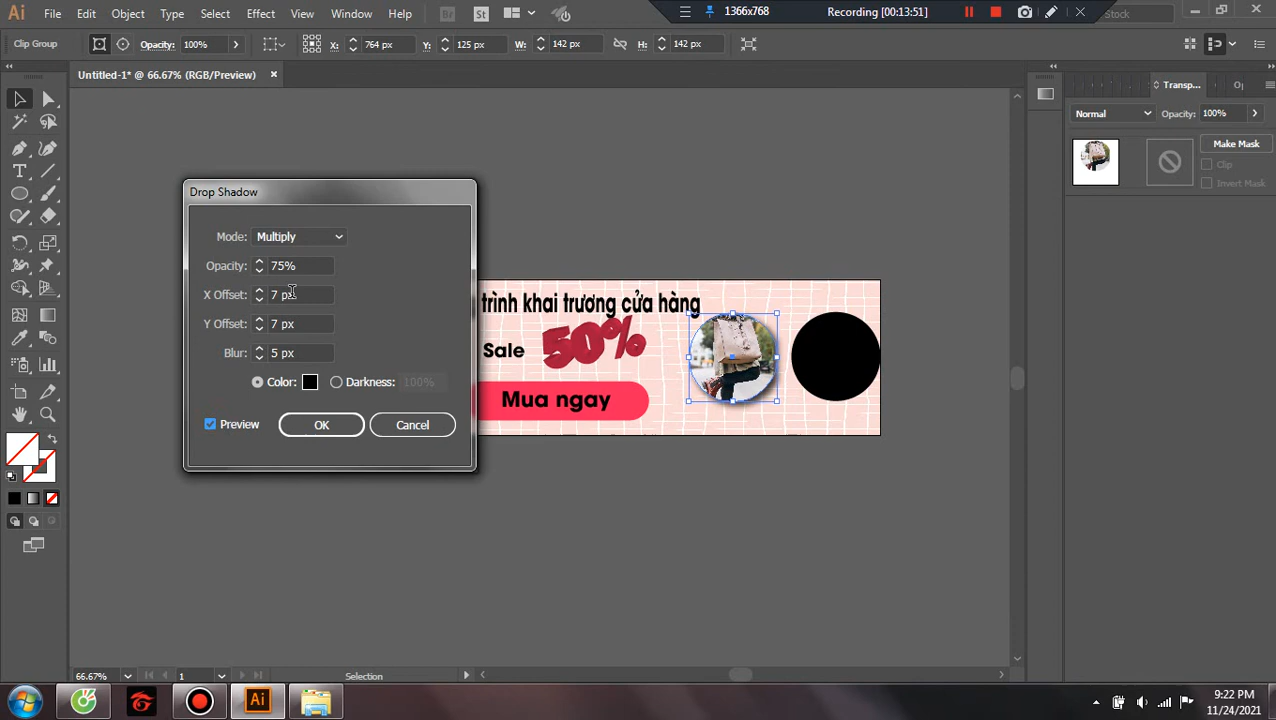 Ai File Edit Object Type Select Effect View Window Help Br St 1366x768 Recording [00:13:51] Stock
Clip Group Opacity: 100% X: 764 px Y: 125 px W: 142 px H: 142 px
Untitled-1* @ 66.67% (RGB/Preview) ×
Transp...
Normal Opacity: 100%
Make Mask
Clip
Invert Mask
Drop Shadow
Mode: Multiply
Opacity: 75%
X Offset: 7 px
Y Offset: 7 px
Blur: 5 px
Color: Darkness: 100%
Preview OK Cancel
trình khai trương cửa hàng
Sale 50%
Mua ngay
66.67% 1 Selection
Ai
9:22 PM
11/24/2021